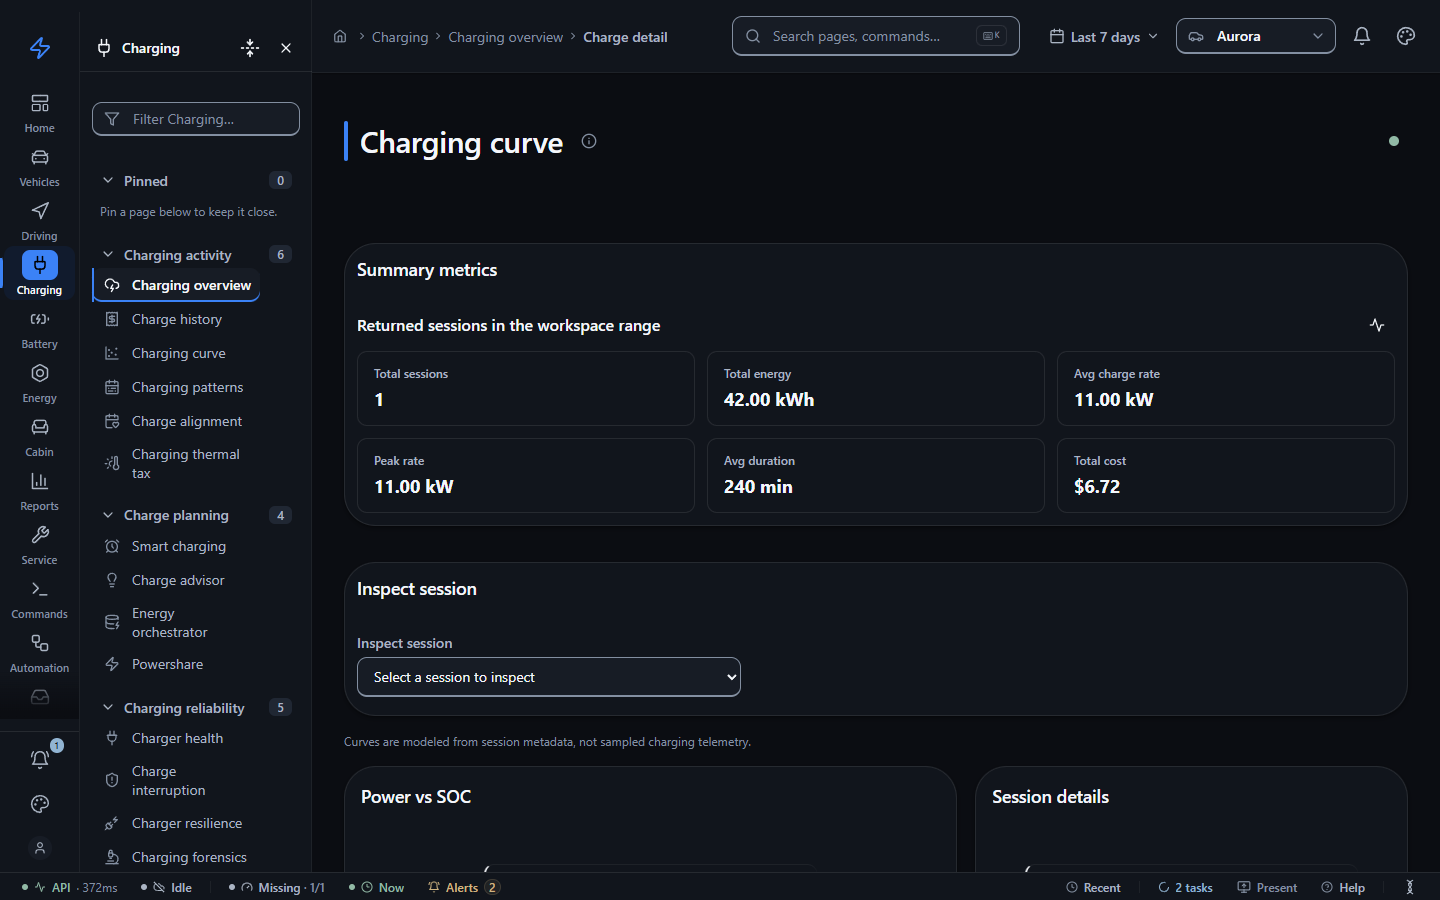 Charging
Charging
Charging overview
Charge detail
Search pages, commands...
K
Last 7 days
Aurora
Home
Vehicles
Driving
Charging
Battery
Energy
Cabin
Reports
Service
Commands
Automation
1
Filter Charging...
Pinned
0
Pin a page below to keep it close.
Charging activity
6
Charging overview
Charge history
Charging curve
Charging patterns
Charge alignment
Charging thermal
tax
Charge planning
4
Smart charging
Charge advisor
Energy
orchestrator
Powershare
Charging reliability
5
Charger health
Charge
interruption
Charger resilience
Charging forensics
Charging curve
Summary metrics
Returned sessions in the workspace range
Total sessions
1
Total energy
42.00 kWh
Avg charge rate
11.00 kW
Peak rate
11.00 kW
Avg duration
240 min
Total cost
$6.72
Inspect session
Inspect session
Select a session to inspect
Curves are modeled from session metadata, not sampled charging telemetry.
Power vs SOC
Session details
API · 372ms
Idle
Missing · 1/1
Now
Alerts 2
Recent
2 tasks
Present
Help